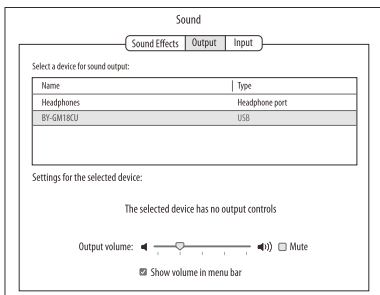 Sound
Sound Effects Output Input
Select a device for sound output:
Name Type
Headphones Headphone port
BY-GM18CU USB
Settings for the selected device:
The selected device has no output controls
Output volume: Mute
Show volume in menu bar